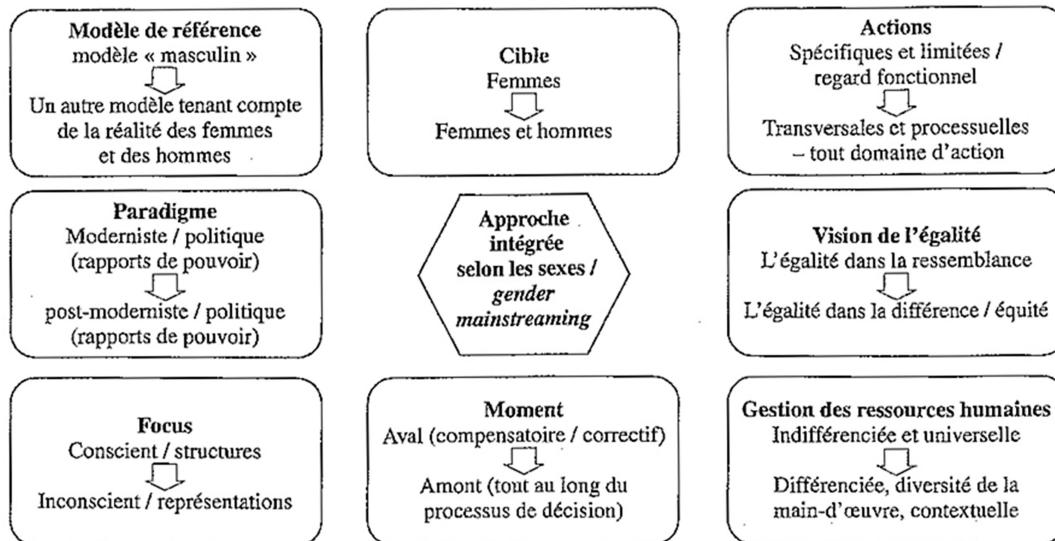 Modèle de référence
modèle « masculin »
Un autre modèle tenant compte
de la réalité des femmes
et des hommes
Cible
Femmes
Femmes et hommes
Actions
Spécifiques et limitées /
regard fonctionnel
Transversales et processuelles
– tout domaine d'action
Paradigme
Moderniste / politique
(rapports de pouvoir)
post-moderniste / politique
(rapports de pouvoir)
Approche
intégrée
selon les sexes /
gender
mainstreaming
Vision de l'égalité
L'égalité dans la ressemblance
L'égalité dans la différence / équité
Focus
Conscient / structures
Inconscient / représentations
Moment
Aval (compensatoire / correctif)
Amont (tout au long du
processus de décision)
Gestion des ressources humaines
Indifférenciée et universelle
Différenciée, diversité de la
main-d'œuvre, contextuelle